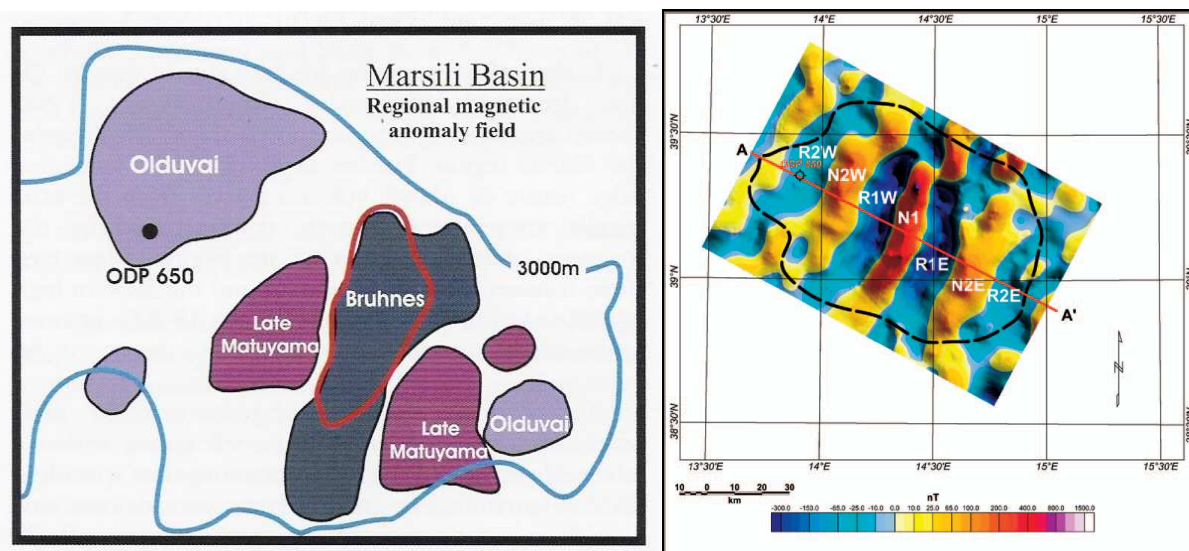 Marsili Basin
Regional magnetic
anomaly field
Olduvai
ODP 650
3000m
Bruhnes
Late
Matuyama
Late
Matuyama
Olduvai
13°30'E
14°E
14°30'E
15°E
15°30'E
39°30'N
39°N
38°30'N
A
R2W
ODP 650
N2W
R1W
N1
R1E
N2E
R2E
A'
N
13°30'E
14°E
14°30'E
15°E
15°30'E
10 0 10 20 30
km
nT
-300.0 -150.0 -65.0 -25.0 -10.0 0.0 10.0 25.0 65.0 100.0 200.0 400.0 800.0 1500.0